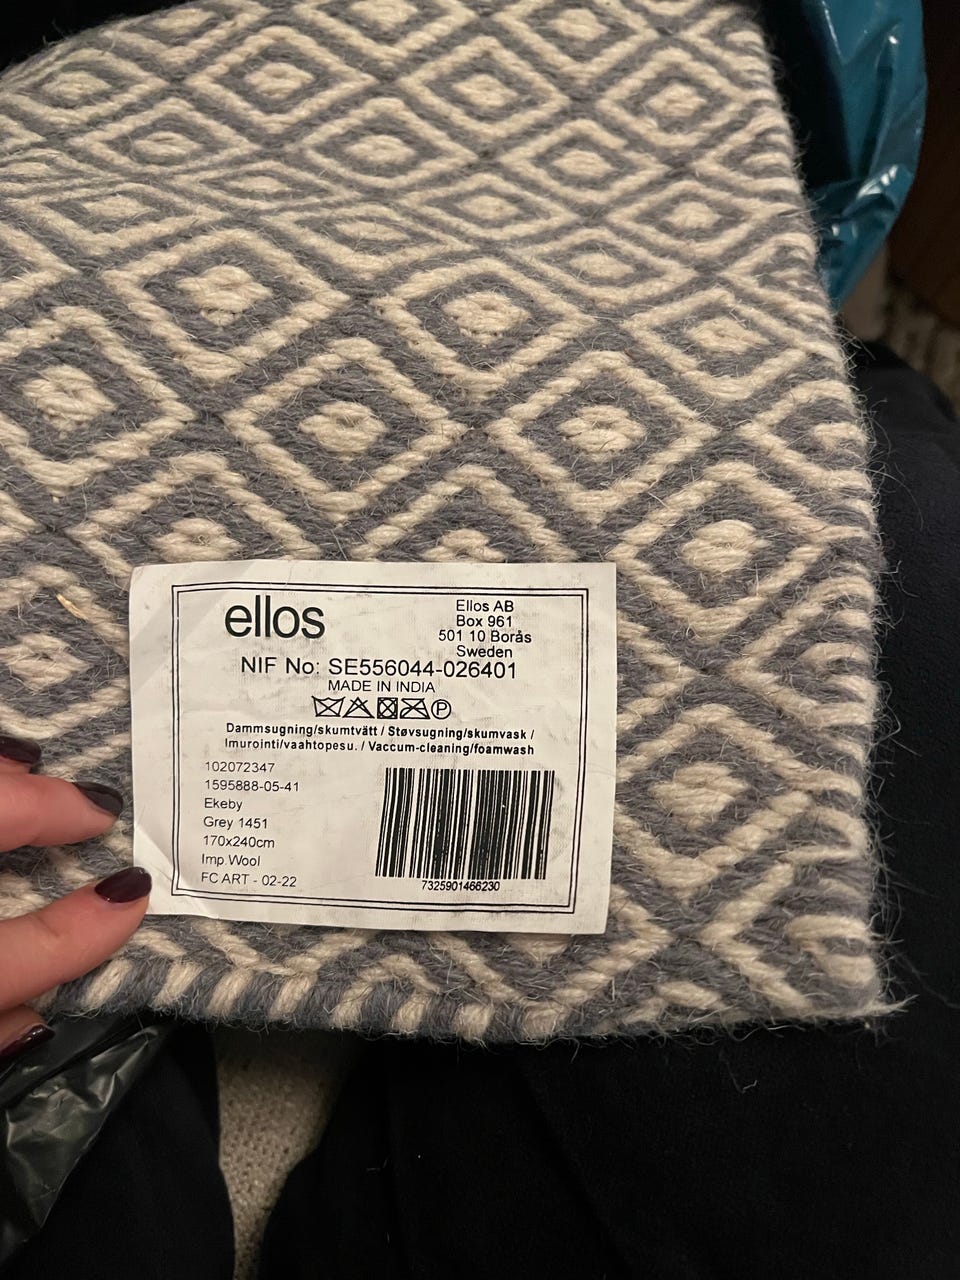 ellos
Ellos AB
Box 961
501 10 Borås
Sweden
NIF No: SE556044-026401
MADE IN INDIA
P
Dammsugning/skumtvätt / Støvsugning/skumvask /
Imurointi/vaahtopesu. / Vaccum-cleaning/foamwash
102072347
1595888-05-41
Ekeby
Grey 1451
170x240cm
Imp.Wool
FC ART - 02-22
7325901466230